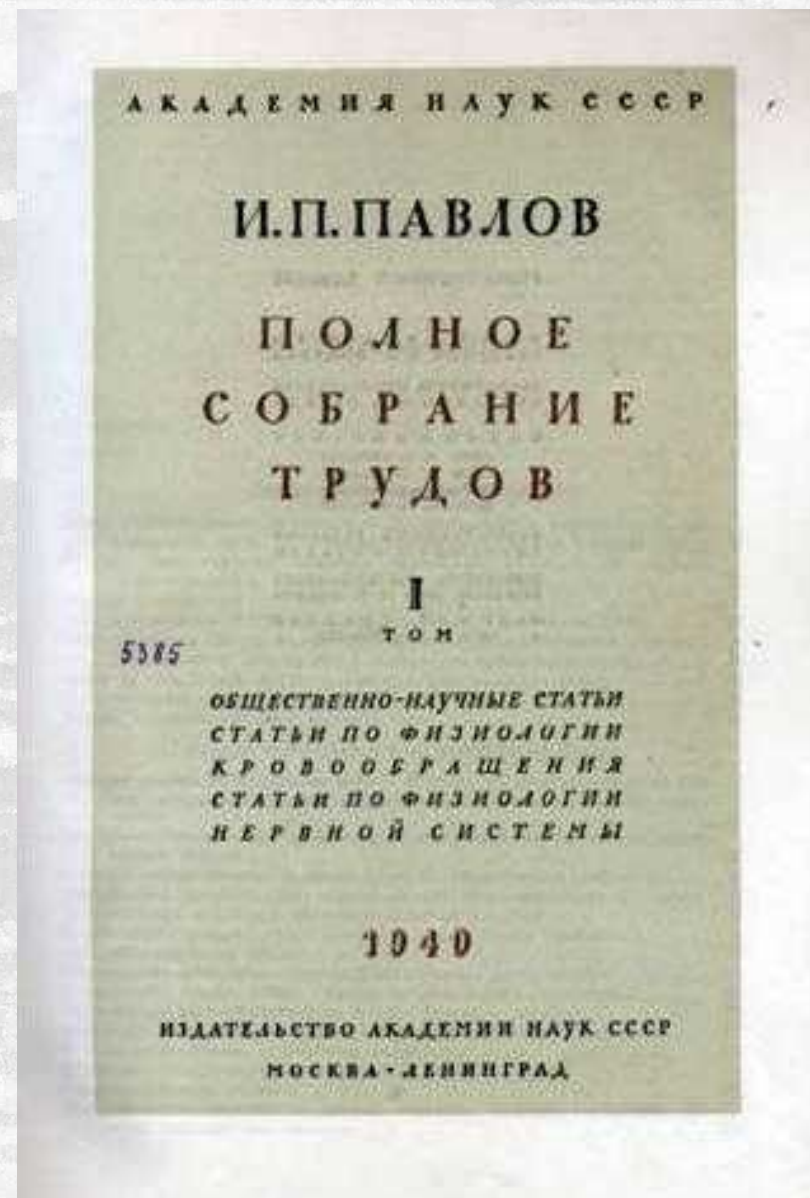 АКАДЕМИЯ НАУК СССР
И.П.ПАВЛОВ
ПОЛНОЕ
СОБРАНИЕ
ТРУДОВ
I
ТОМ
5385
ОБЩЕСТВЕННО-НАУЧНЫЕ СТАТЬИ
СТАТЬИ ПО ФИЗИОЛОГИИ
КРОВООБРАЩЕНИЯ
СТАТЬИ ПО ФИЗИОЛОГИИ
НЕРВНОЙ СИСТЕМЫ
1940
ИЗДАТЕЛЬСТВО АКАДЕМИИ НАУК СССР
МОСКВА • ЛЕНИНГРАД